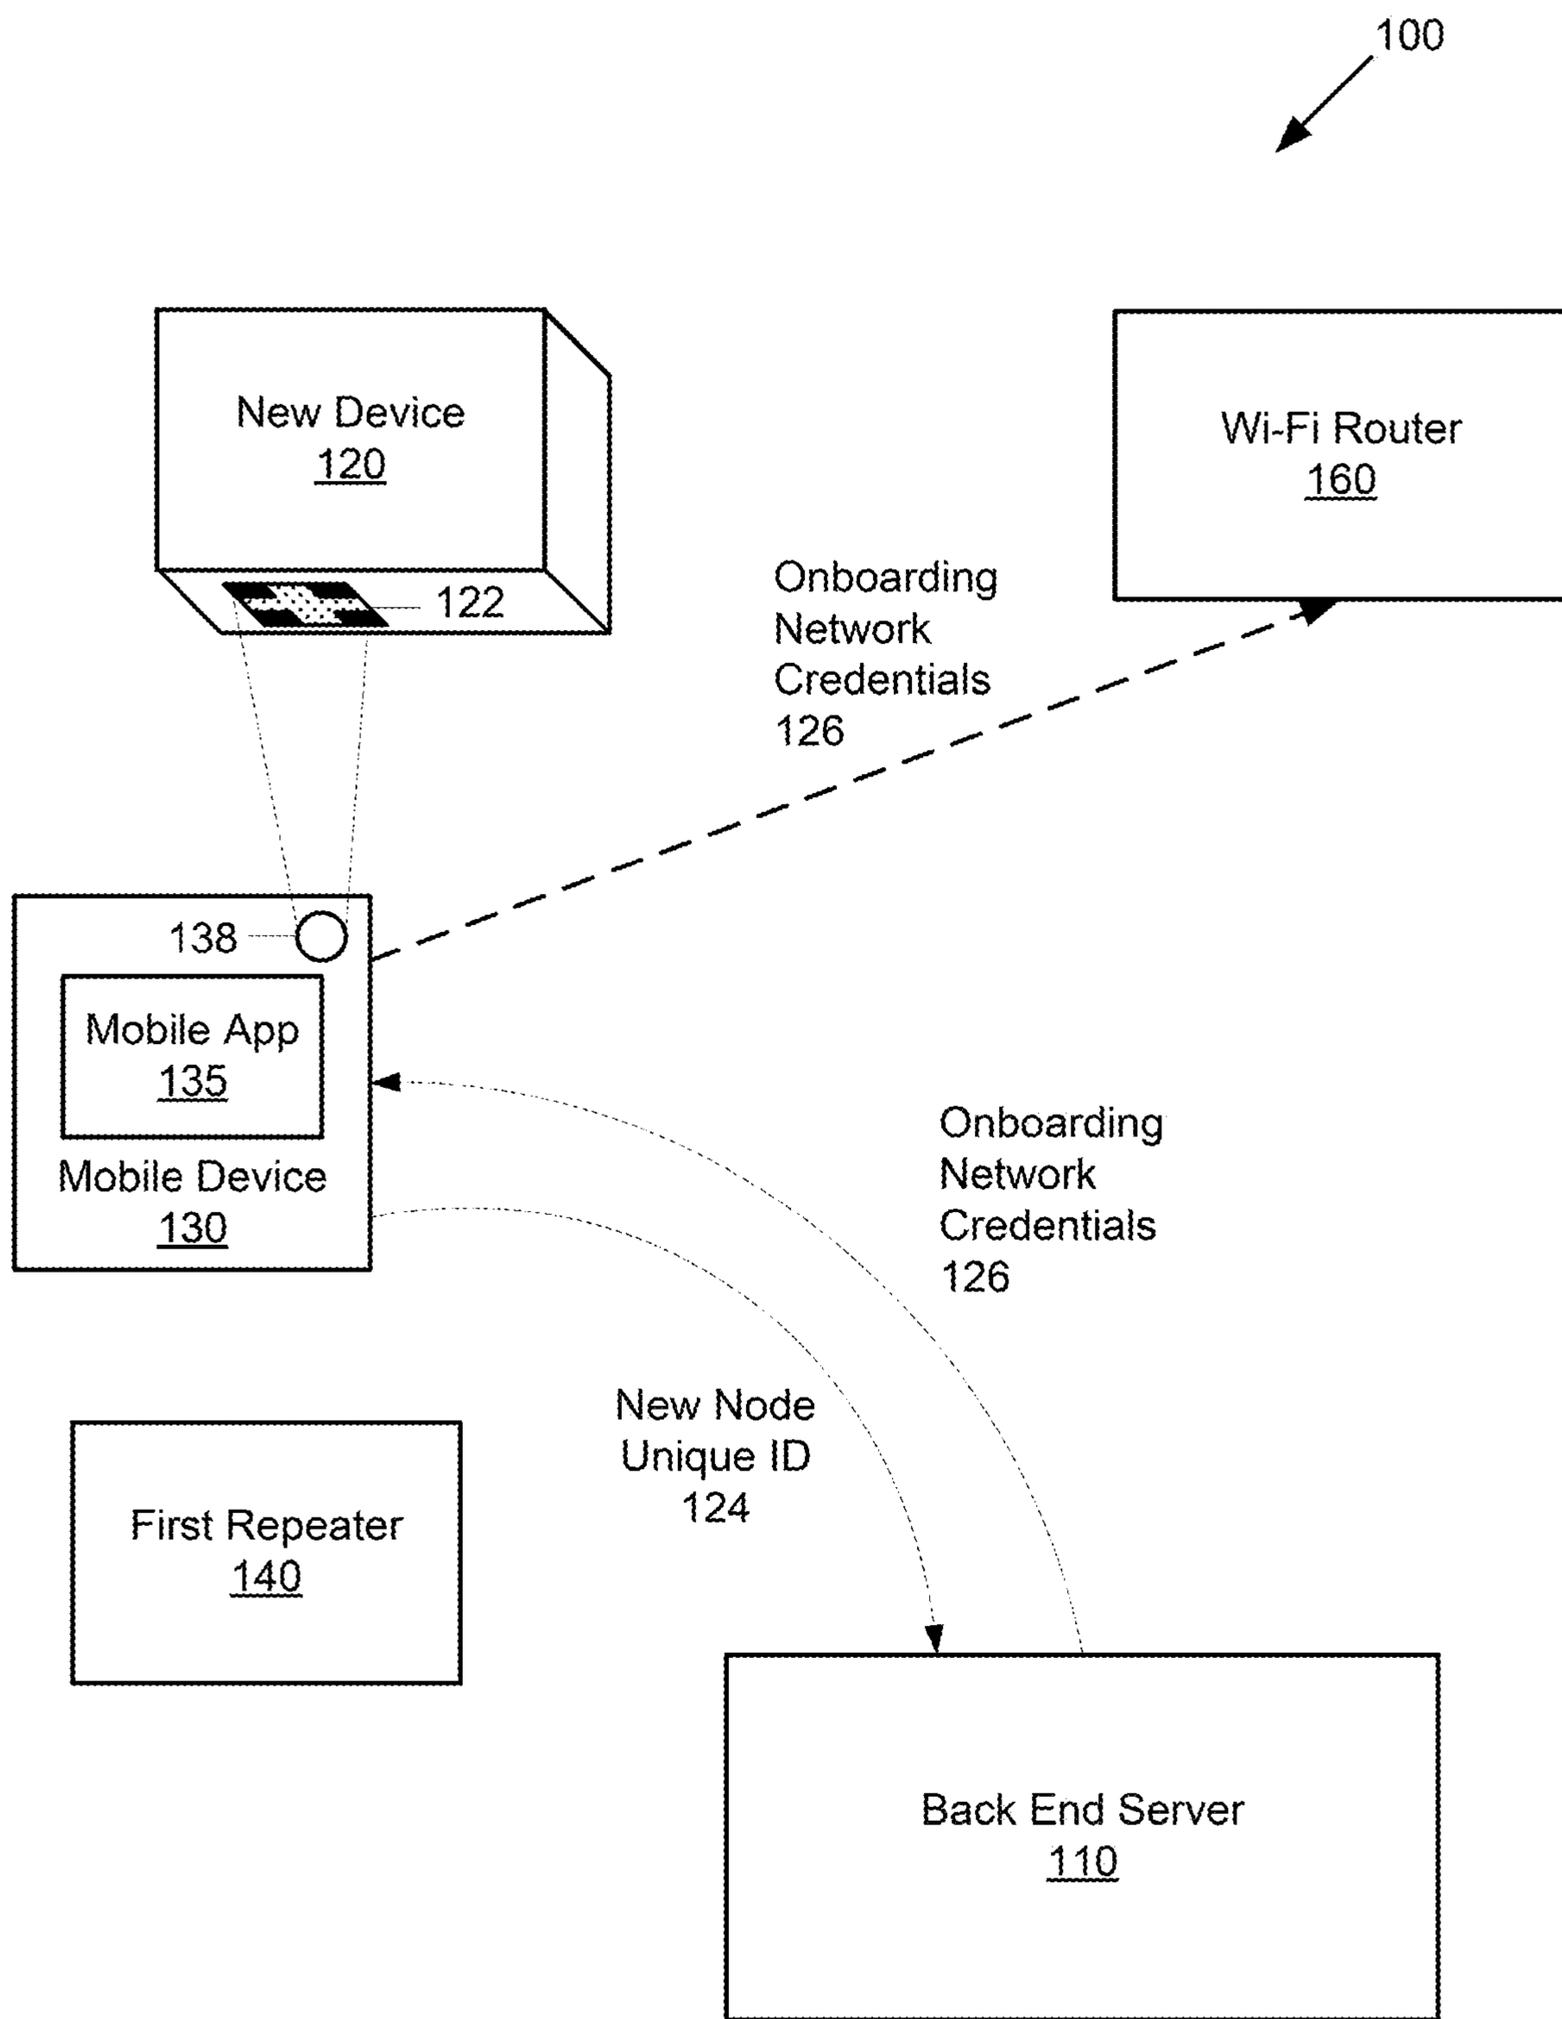 100
New Device
120
122
Wi-Fi Router
160
Onboarding
Network
Credentials
126
138
Mobile App
135
Mobile Device
130
Onboarding
Network
Credentials
126
New Node
Unique ID
124
First Repeater
140
Back End Server
110